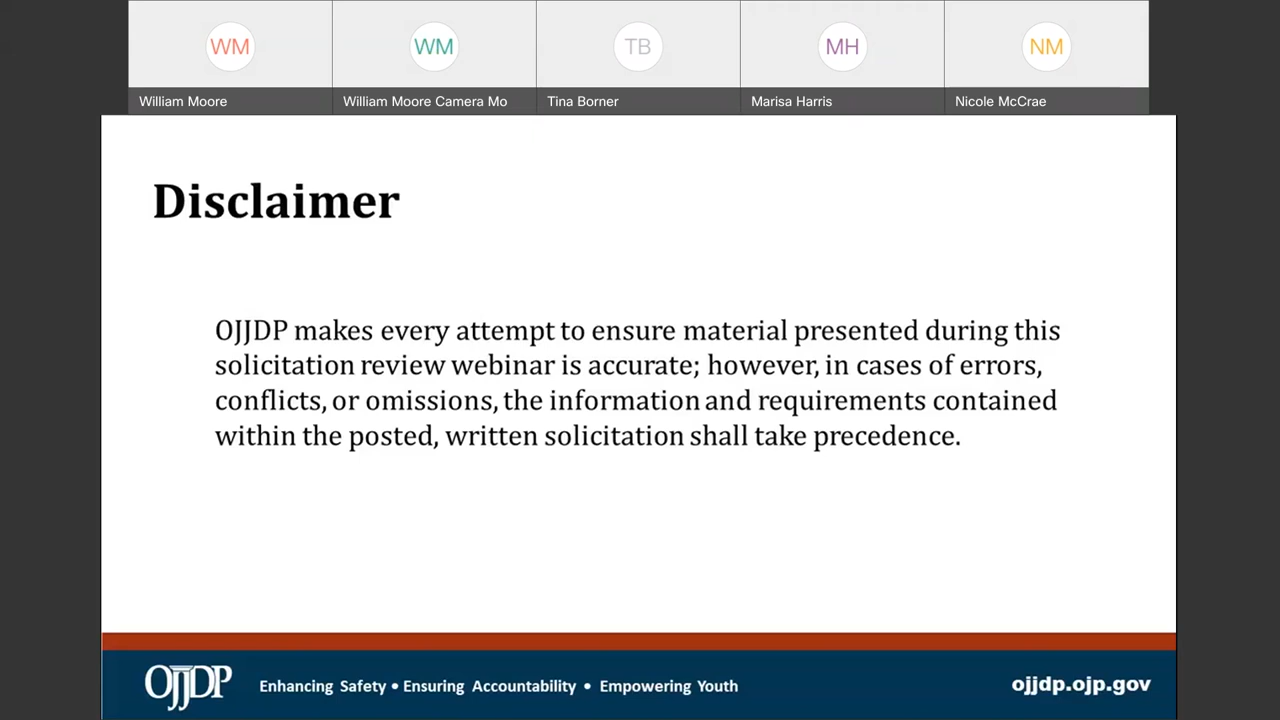 WM WM TB MH NM
William Moore William Moore Camera Mo Tina Borner Marisa Harris Nicole McCrae
Disclaimer
OJJDP makes every attempt to ensure material presented during this
solicitation review webinar is accurate; however, in cases of errors,
conflicts, or omissions, the information and requirements contained
within the posted, written solicitation shall take precedence.
OJJDP Enhancing Safety • Ensuring Accountability • Empowering Youth ojjdp.ojp.gov